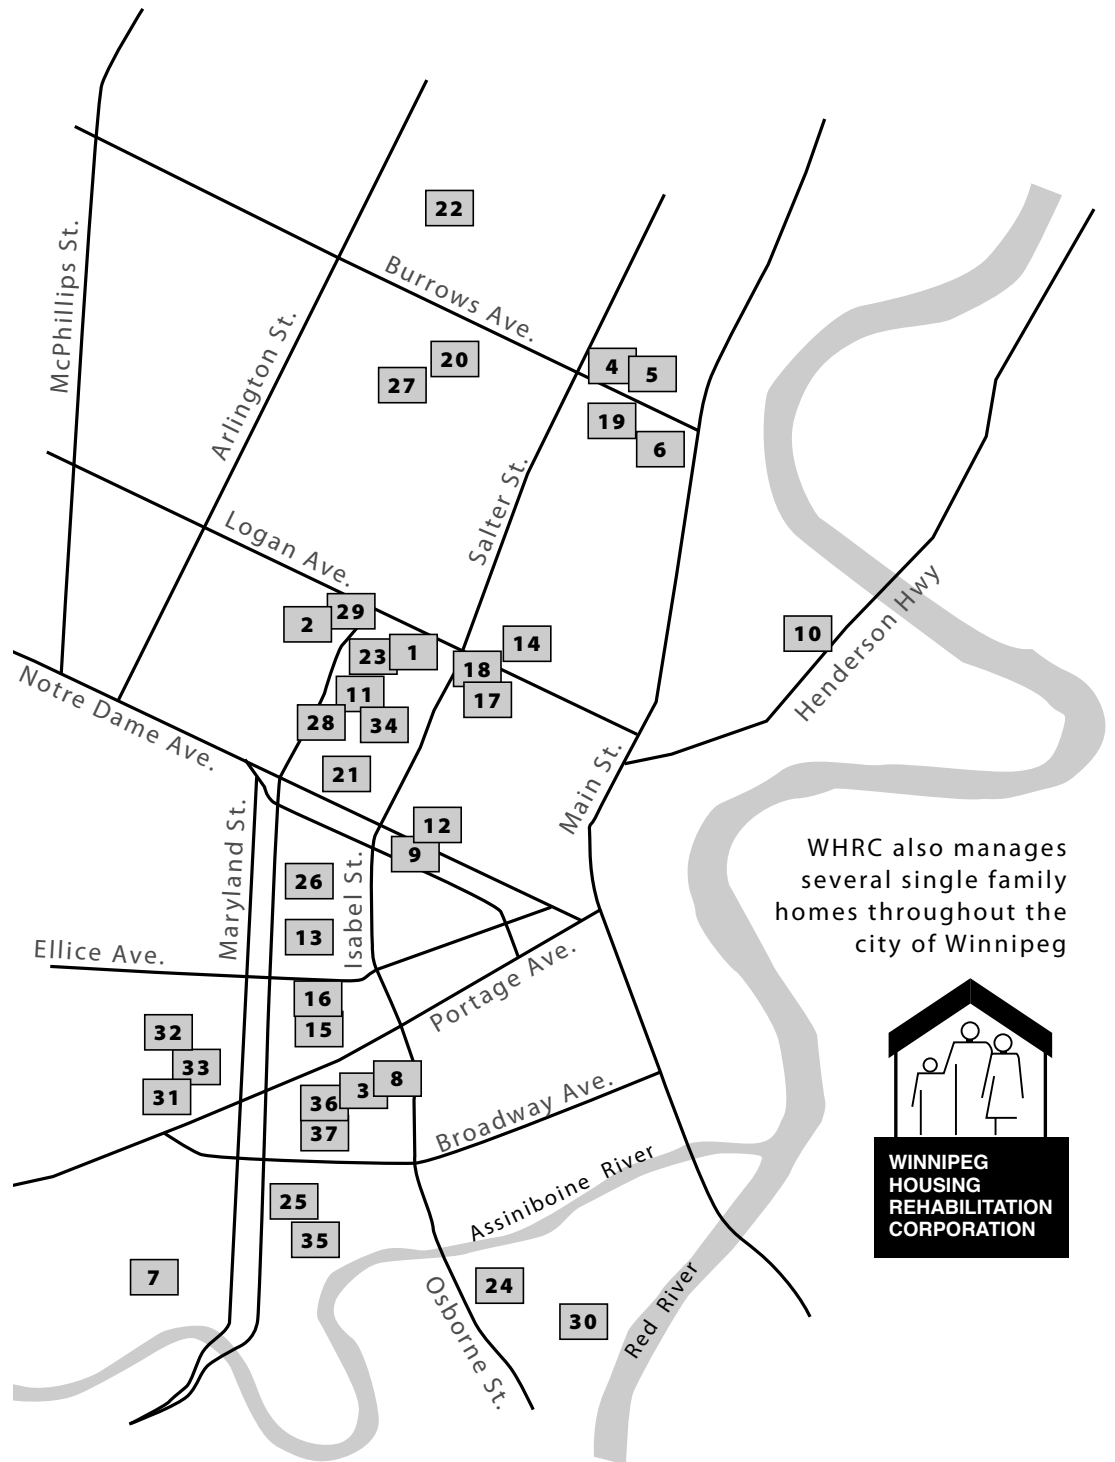 22
McPhillips St.
Burrows Ave.
Arlington St.
20
27
4
5
19
6
Salter St.
Logan Ave.
29
2
10
Henderson Hwy
14
1
23
18
17
11
28
34
Notre Dame Ave.
21
Main St.
Maryland St.
12
9
Isabel St.
26
13
Ellice Ave.
WHRC also manages
several single family
homes throughout the
city of Winnipeg
Portage Ave.
16
15
32
33
31
8
3
36
37
Broadway Ave.
Assiniboine River
WINNIPEG
HOUSING
REHABILITATION
CORPORATION
25
35
7
24
30
Osborne St.
Red River